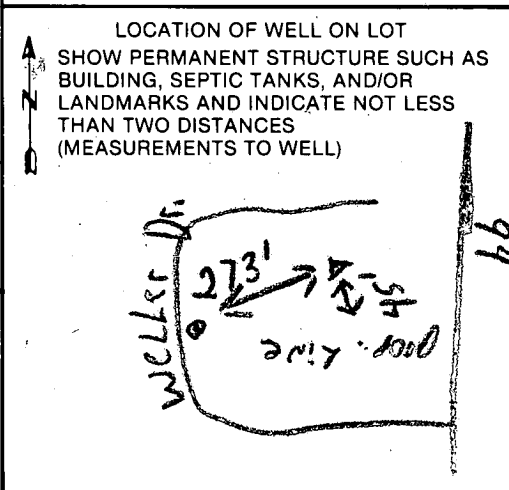 LOCATION OF WELL ON LOT
SHOW PERMANENT STRUCTURE SUCH AS
BUILDING, SEPTIC TANKS, AND/OR
LANDMARKS AND INDICATE NOT LESS
THAN TWO DISTANCES
(MEASUREMENTS TO WELL)
N
Weller Dr.
273'
94
Line